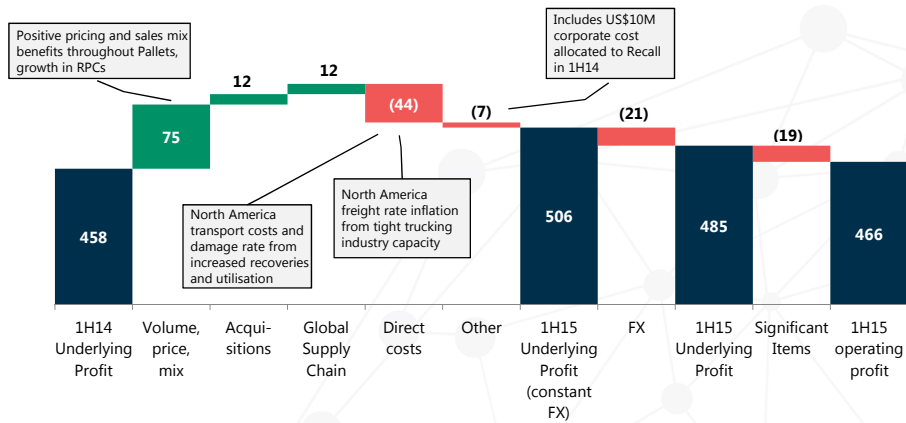 Positive pricing and sales mix
benefits throughout Pallets,
growth in RPCs
Includes US$10M
corporate cost
allocated to Recall
in 1H14
12
12
(44)
(7)
(21)
(19)
75
458
506
485
466
North America
transport costs and
damage rate from
increased recoveries
and utilisation
North America
freight rate inflation
from tight trucking
industry capacity
1H14
Underlying
Profit
Volume,
price,
mix
Acqui-
sitions
Global
Supply
Chain
Direct
costs
Other
1H15
Underlying
Profit
(constant
FX)
FX
1H15
Underlying
Profit
Significant
Items
1H15
operating
profit